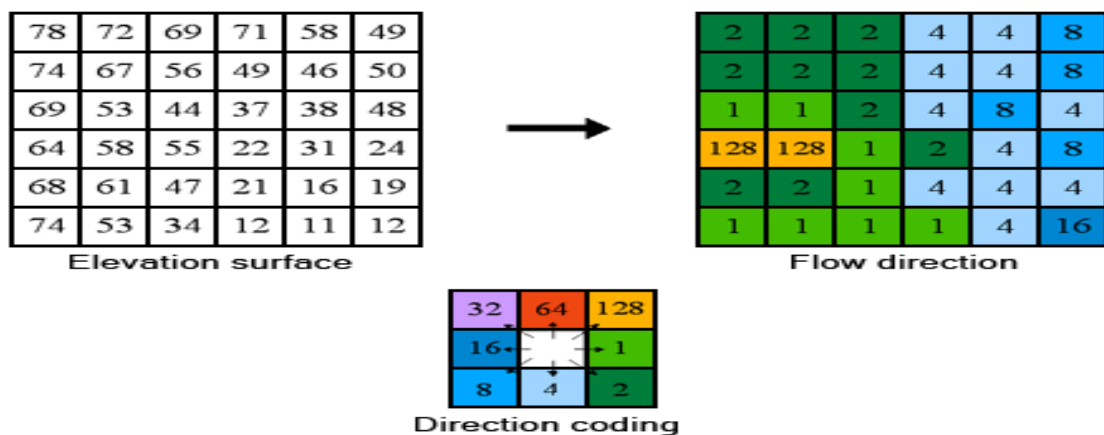 78 72 69 71 58 49
74 67 56 49 46 50
69 53 44 37 38 48
64 58 55 22 31 24
68 61 47 21 16 19
74 53 34 12 11 12
Elevation surface
2 2 2 4 4 8
2 2 2 4 4 8
1 1 2 4 8 4
128 128 1 2 4 8
2 2 1 4 4 4
1 1 1 1 4 16
Flow direction
32 64 128
16 1
8 4 2
Direction coding